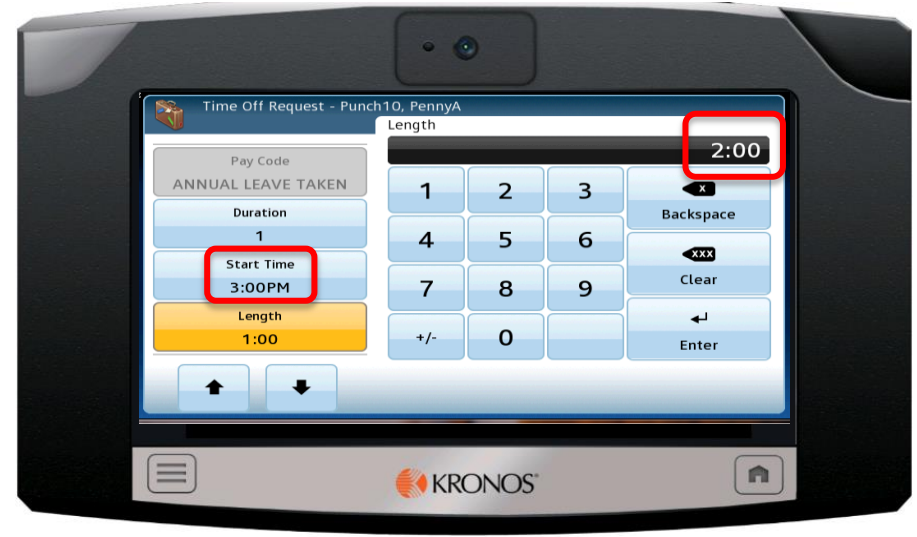 Time Off Request - Punch10, PennyA
Length
2:00
Pay Code
ANNUAL LEAVE TAKEN
Duration
1
Start Time
3:00PM
Length
1:00
1 2 3
4 5 6
7 8 9
+/- 0
x
Backspace
xxx
Clear
Enter
KRONOS